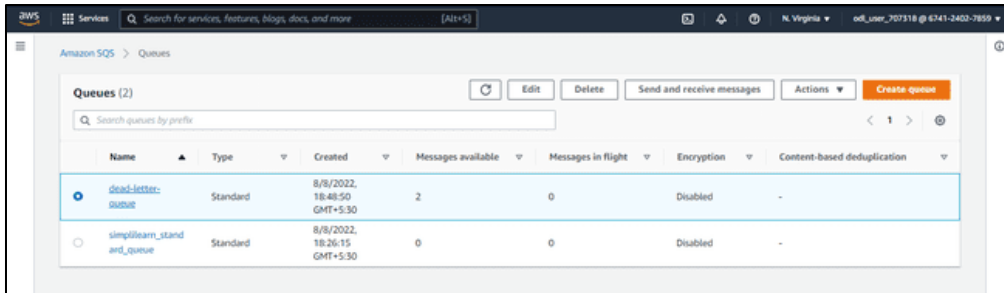 aws Services Search for services, features, blogs, docs, and more [Alt+S] N. Virginia odl_user_707318 @ 6741-2402-7859
Amazon SQS > Queues
Queues (2) Edit Delete Send and receive messages Actions Create queue
Search queues by prefix 1
Name Type Created Messages available Messages in flight Encryption Content-based deduplication
dead-letter-queue Standard 8/8/2022, 18:48:50 GMT+5:30 2 0 Disabled -
simplilearn_standard_queue Standard 8/8/2022, 18:26:15 GMT+5:30 0 0 Disabled -